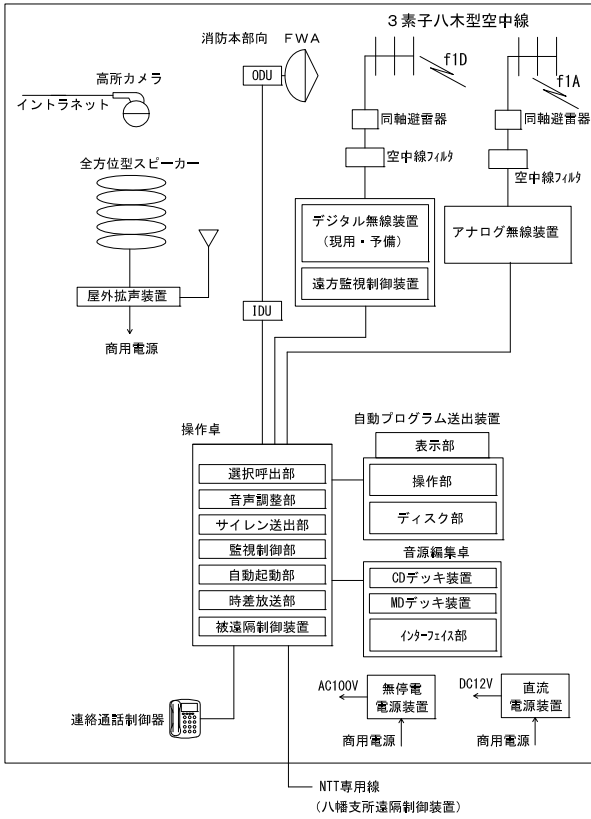 3素子八木型空中線
消防本部向 FWA
ODU
f1D
f1A
高所カメラ
イントラネット
同軸避雷器
同軸避雷器
空中線フィルタ
空中線フィルタ
全方位型スピーカー
デジタル無線装置
(現用・予備)
アナログ無線装置
遠方監視制御装置
屋外拡声装置
IDU
商用電源
操作卓
自動プログラム送出装置
表示部
選択呼出部
操作部
音声調整部
サイレン送出部
ディスク部
監視制御部
音源編集卓
自動起動部
CDデッキ装置
時差放送部
MDデッキ装置
被遠隔制御装置
インターフェイス部
連絡通話制御器
AC100V
無停電
電源装置
商用電源
DC12V
直流
電源装置
商用電源
NTT専用線
(八幡支所遠隔制御装置)